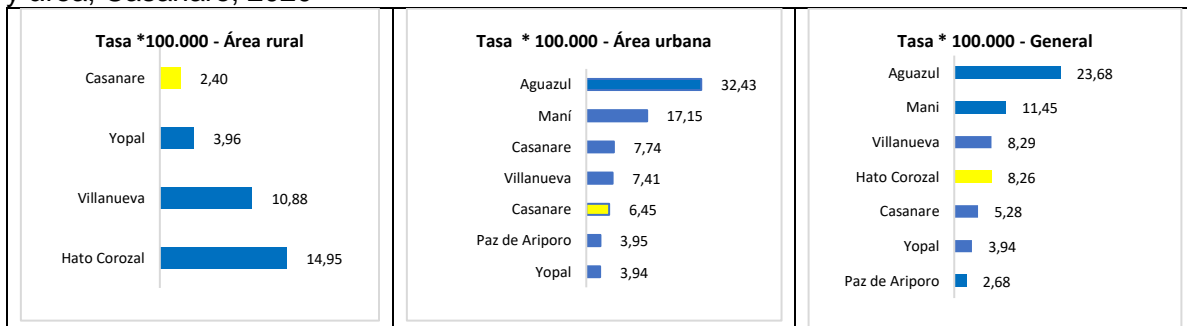 y área, Casanare, 2020
Tasa *100.000 - Área rural
Casanare 2,40
Yopal 3,96
Villanueva 10,88
Hato Corozal 14,95
Tasa * 100.000 - Área urbana
Aguazul 32,43
Maní 17,15
Casanare 7,74
Villanueva 7,41
Casanare 6,45
Paz de Ariporo 3,95
Yopal 3,94
Tasa * 100.000 - General
Aguazul 23,68
Mani 11,45
Villanueva 8,29
Hato Corozal 8,26
Casanare 5,28
Yopal 3,94
Paz de Ariporo 2,68